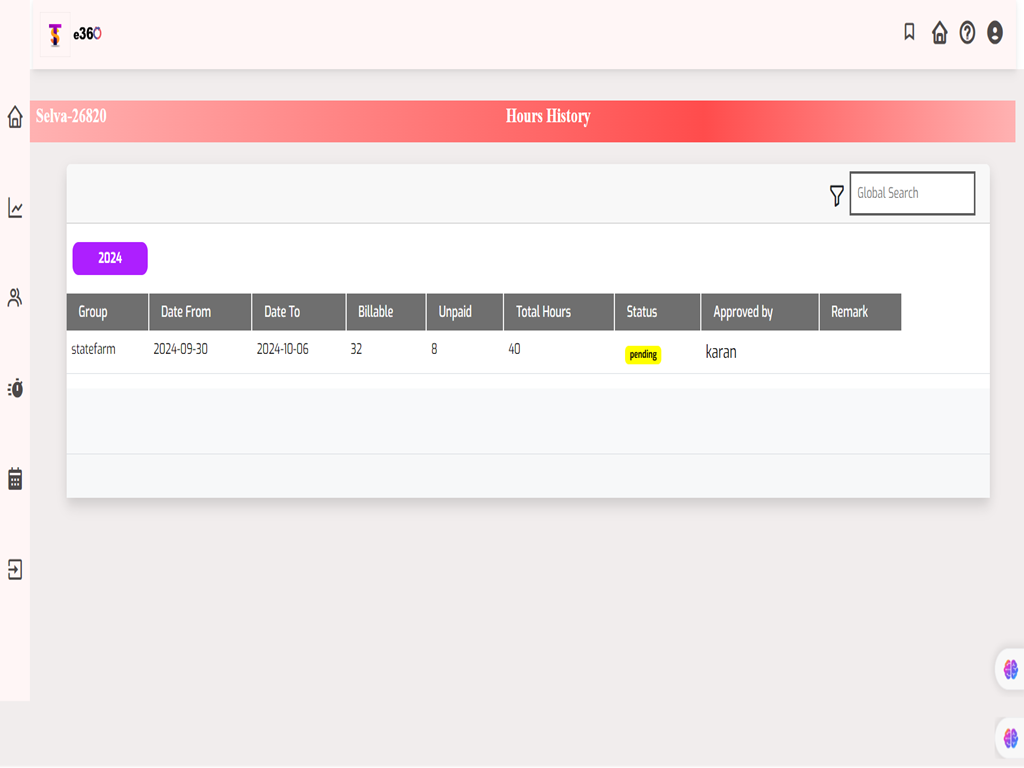 e360
Selva-26820 Hours History
Global Search
2024
Group Date From Date To Billable Unpaid Total Hours Status Approved by Remark
statefarm 2024-09-30 2024-10-06 32 8 40 pending karan